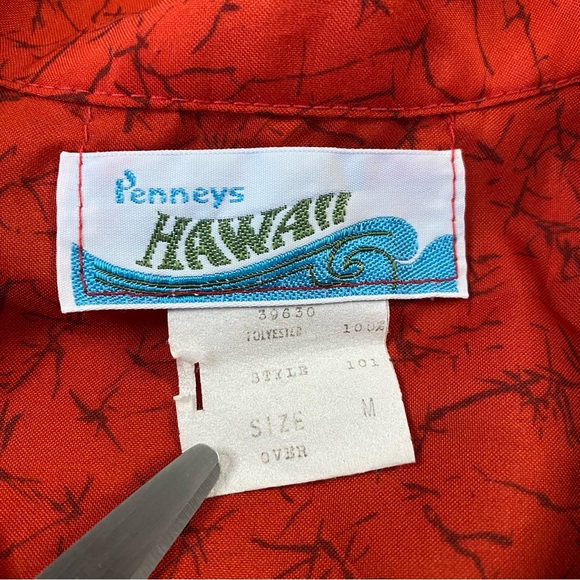 Penneys
HAWAII
39630
POLYESTER 100%
STYLE 101
SIZE M
OVER